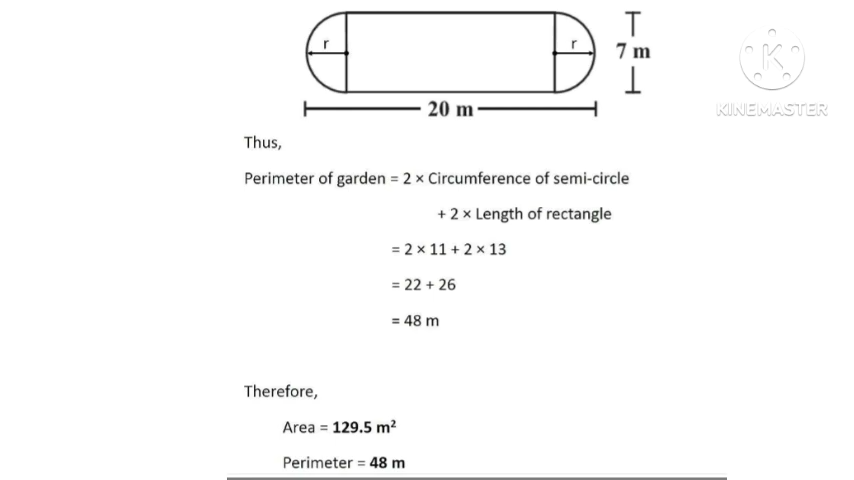 r
r
7 m
20 m
K
KINEMASTER
Thus,
Perimeter of garden = 2 × Circumference of semi-circle
+ 2 × Length of rectangle
= 2 × 11 + 2 × 13
= 22 + 26
= 48 m
Therefore,
Area = 129.5 m²
Perimeter = 48 m